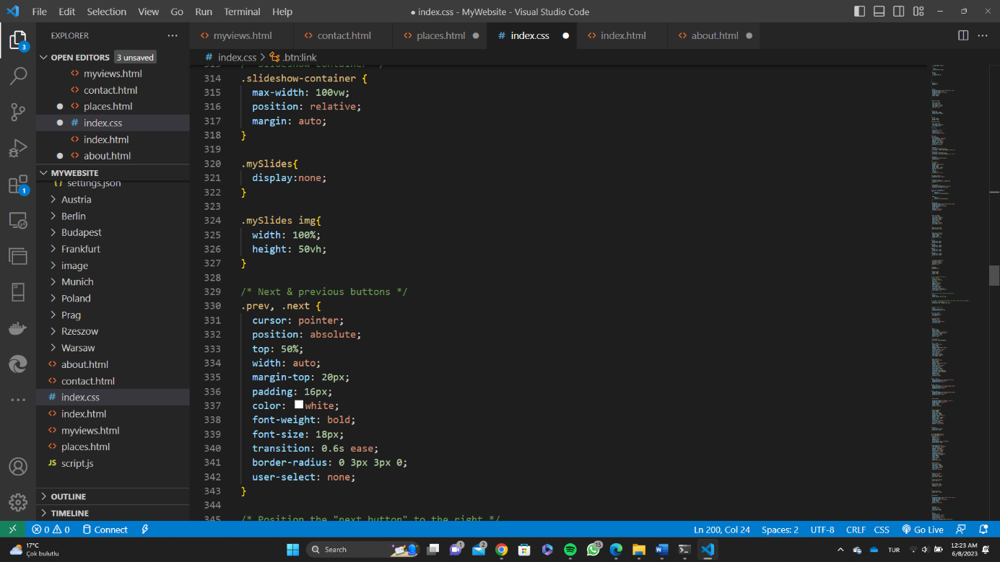 File Edit Selection View Go Run Terminal Help
● index.css - MyWebsite - Visual Studio Code
EXPLORER
myviews.html contact.html places.html index.css index.html about.html
index.css > .btn:link
OPEN EDITORS 3 unsaved
myviews.html
contact.html
places.html
index.css
index.html
about.html
MYWEBSITE
settings.json
Austria
Berlin
Budapest
Frankfurt
image
Munich
Poland
Prag
Rzeszow
Warsaw
about.html
contact.html
index.css
index.html
myviews.html
places.html
JS script.js
OUTLINE
TIMELINE
314 .slideshow-container {
315 max-width: 100vw;
316 position: relative;
317 margin: auto;
318 }
319
320 .mySlides{
321 display:none;
322 }
323
324 .mySlides img{
325 width: 100%;
326 height: 50vh;
327 }
328
329 /* Next & previous buttons */
330 .prev, .next {
331 cursor: pointer;
332 position: absolute;
333 top: 50%;
334 width: auto;
335 margin-top: 20px;
336 padding: 16px;
337 color: white;
338 font-weight: bold;
339 font-size: 18px;
340 transition: 0.6s ease;
341 border-radius: 0 3px 3px 0;
342 user-select: none;
343 }
344
345 /* Position the "next button" to the right */
3
1
0 0 Connect
Ln 200, Col 24 Spaces: 2 UTF-8 CRLF CSS Go Live
17°C
Çok bulutlu
Search
1
2
15
TUR
12:23 AM
6/8/2023